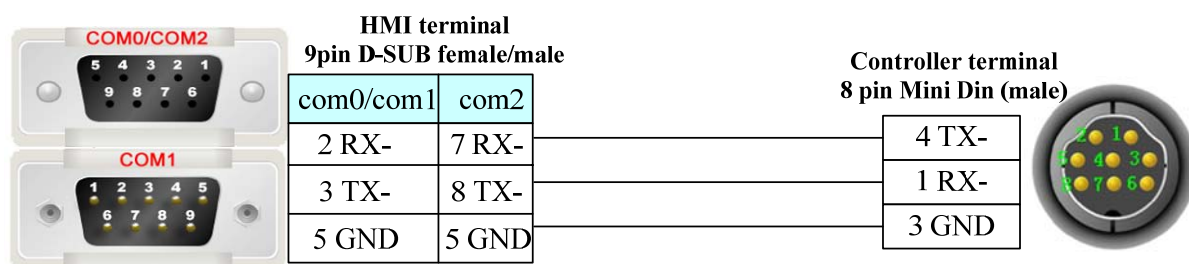 COM0/COM2
5 4 3 2 1
9 8 7 6
COM1
1 2 3 4 5
6 7 8 9
HMI terminal
9pin D-SUB female/male
com0/com1 com2
2 RX- 7 RX-
3 TX- 8 TX-
5 GND 5 GND
Controller terminal
8 pin Mini Din (male)
4 TX-
1 RX-
3 GND
2 1
5 4 3
8 7 6